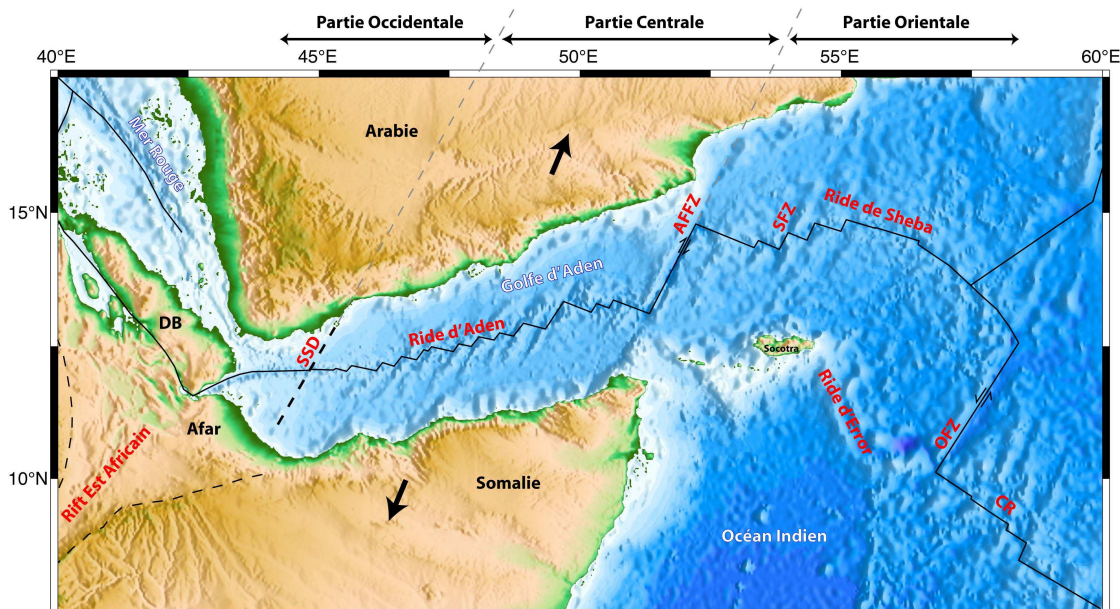 Partie Occidentale
Partie Centrale
Partie Orientale
40°E
45°E
50°E
55°E
60°E
Mer Rouge
Arabie
15°N
AFFZ
SFZ
Ride de Sheba
Golfe d'Aden
DB
SSD
Ride d'Aden
Socotra
Afar
Ride d'Error
OFZ
10°N
Rift Est Africain
Somalie
CR
Océan Indien